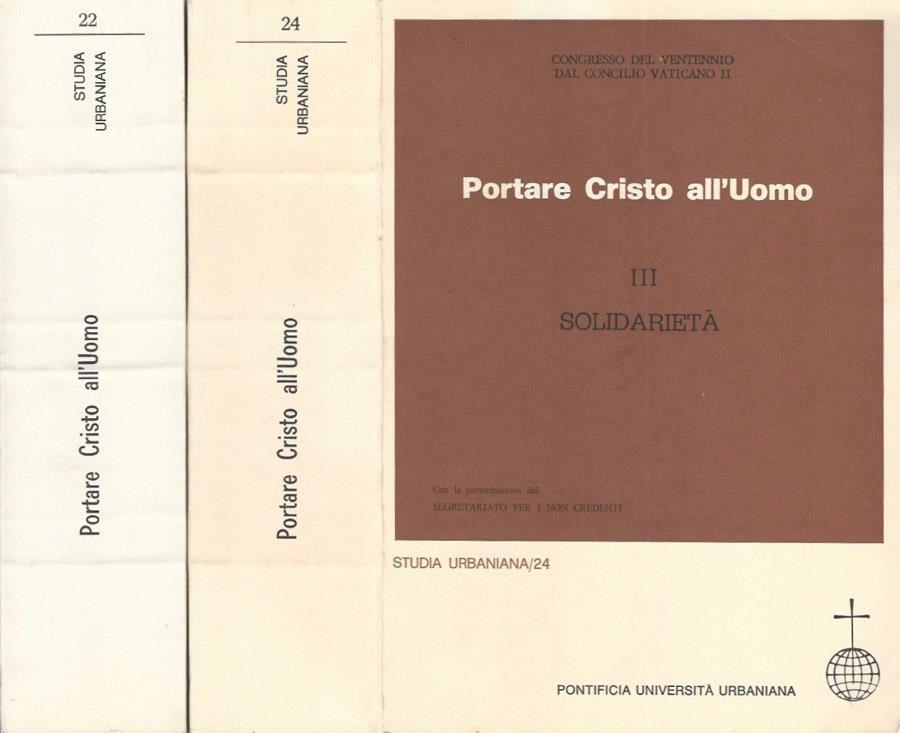 22
STUDIA
URBANIANA
Portare Cristo all'Uomo
24
STUDIA
URBANIANA
Portare Cristo all'Uomo
CONGRESSO DEL VENTENNIO
DAL CONCILIO VATICANO II
Portare Cristo all'Uomo
III
SOLIDARIETÁ
Con la partecipazione del:
SEGRETARIATO PER I NON CREDENTI
STUDIA URBANIANA/24
PONTIFICIA UNIVERSITÀ URBANIANA